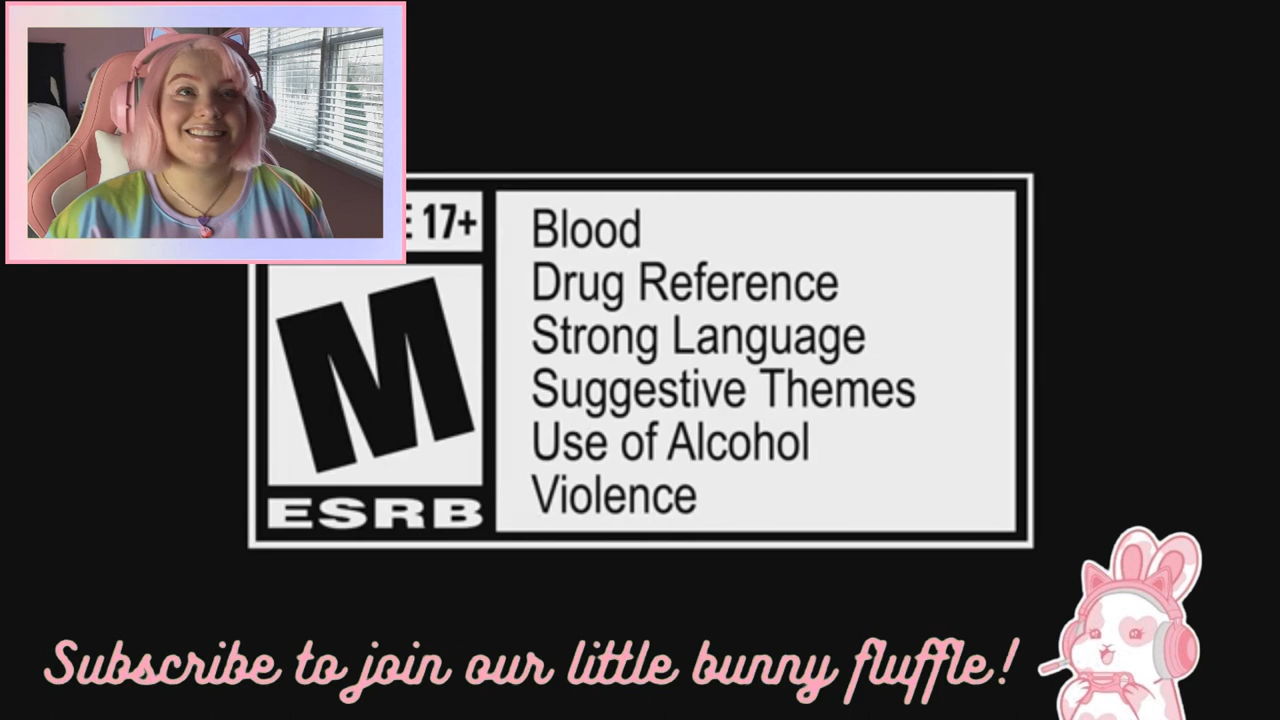 E 17+
M
ESRB
Blood
Drug Reference
Strong Language
Suggestive Themes
Use of Alcohol
Violence
Subscribe to join our little bunny fluffle!